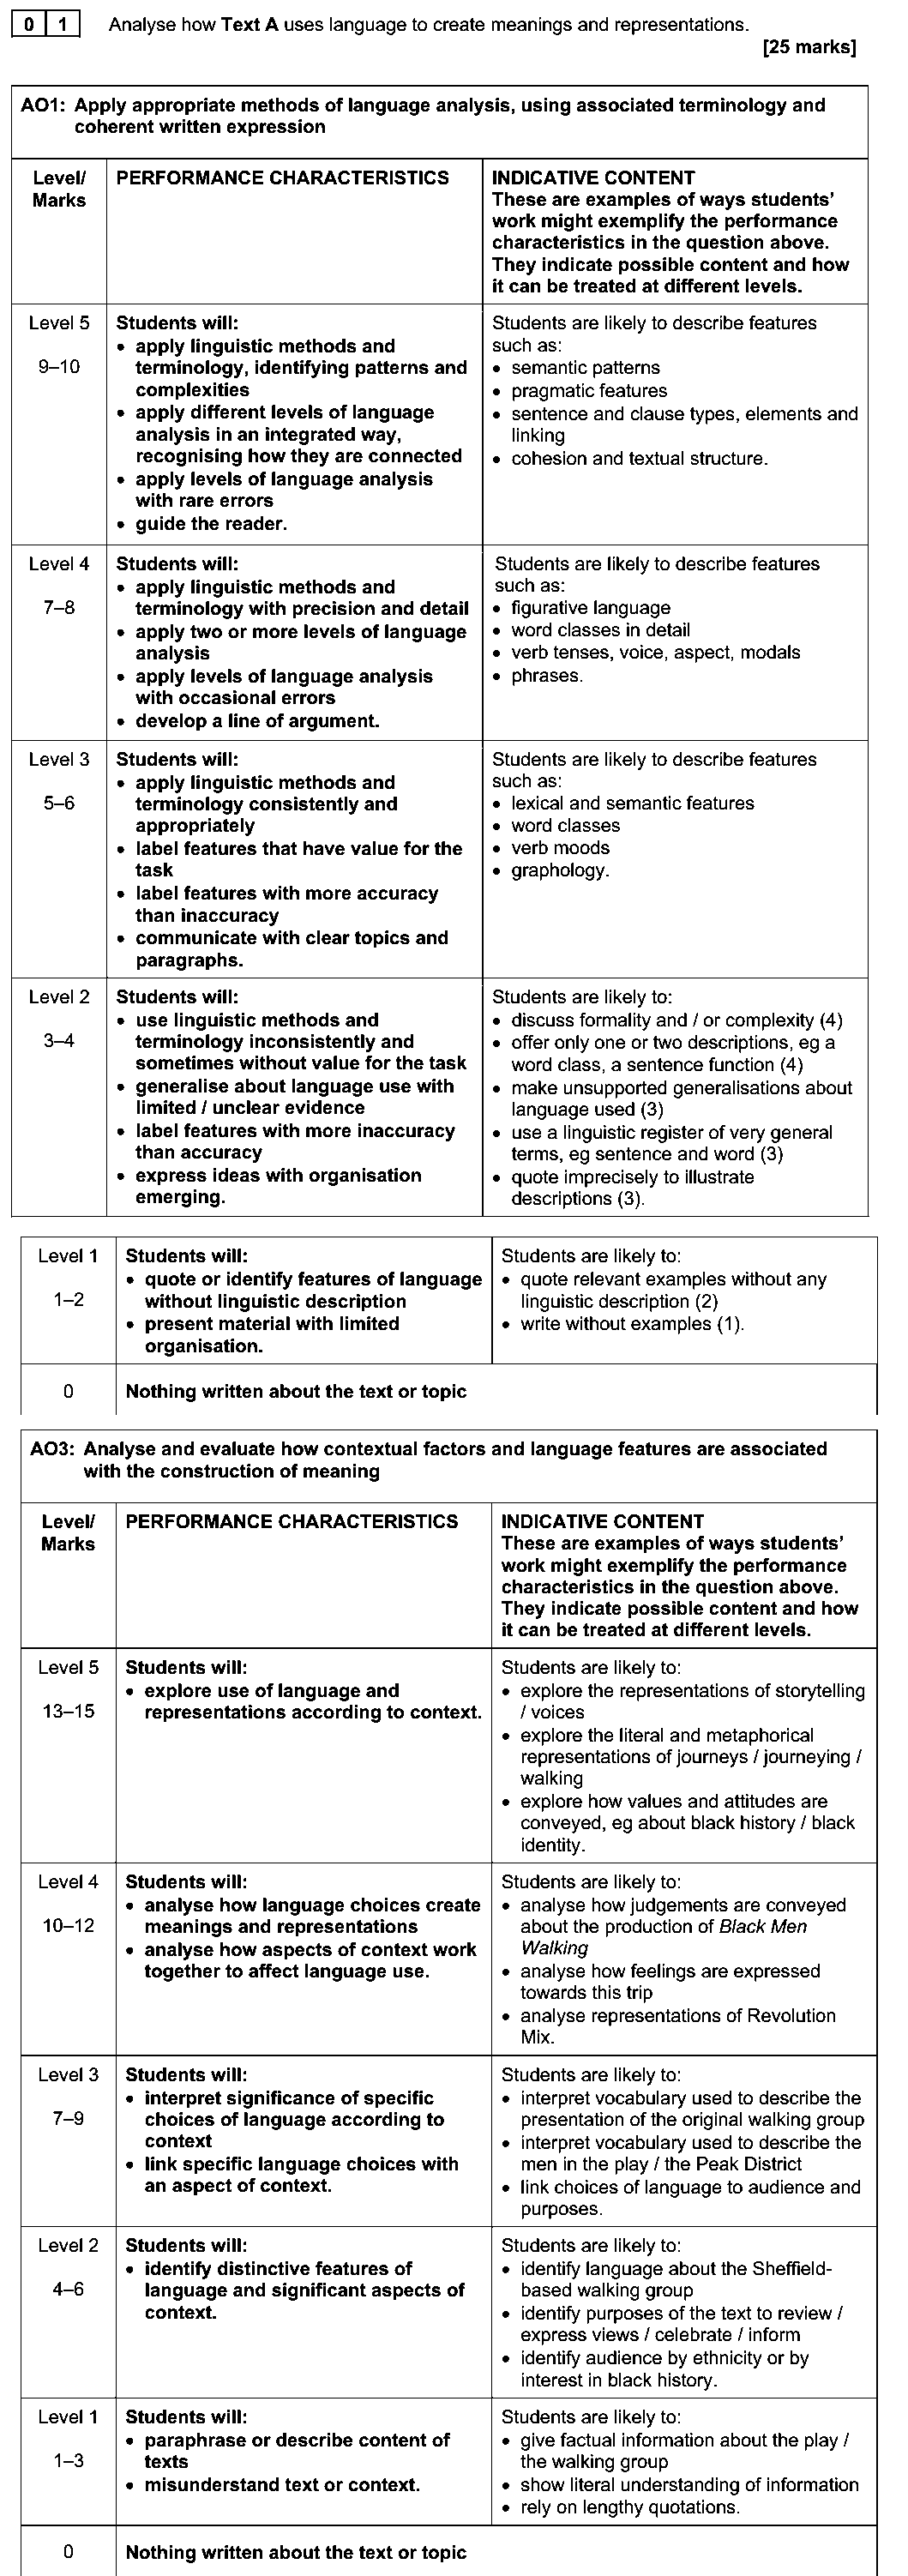 0 1 Analyse how Text A uses language to create meanings and representations.
[25 marks]
AO1: Apply appropriate methods of language analysis, using associated terminology and
coherent written expression
Level/
Marks
PERFORMANCE CHARACTERISTICS
INDICATIVE CONTENT
These are examples of ways students'
work might exemplify the performance
characteristics in the question above.
They indicate possible content and how
it can be treated at different levels.
Level 5
9–10
Students will:
• apply linguistic methods and
terminology, identifying patterns and
complexities
• apply different levels of language
analysis in an integrated way,
recognising how they are connected
• apply levels of language analysis
with rare errors
• guide the reader.
Students are likely to describe features
such as:
• semantic patterns
• pragmatic features
• sentence and clause types, elements and
linking
• cohesion and textual structure.
Level 4
7–8
Students will:
• apply linguistic methods and
terminology with precision and detail
• apply two or more levels of language
analysis
• apply levels of language analysis
with occasional errors
• develop a line of argument.
Students are likely to describe features
such as:
• figurative language
• word classes in detail
• verb tenses, voice, aspect, modals
• phrases.
Level 3
5–6
Students will:
• apply linguistic methods and
terminology consistently and
appropriately
• label features that have value for the
task
• label features with more accuracy
than inaccuracy
• communicate with clear topics and
paragraphs.
Students are likely to describe features
such as:
• lexical and semantic features
• word classes
• verb moods
• graphology.
Level 2
3–4
Students will:
• use linguistic methods and
terminology inconsistently and
sometimes without value for the task
• generalise about language use with
limited / unclear evidence
• label features with more inaccuracy
than accuracy
• express ideas with organisation
emerging.
Students are likely to:
• discuss formality and / or complexity (4)
• offer only one or two descriptions, eg a
word class, a sentence function (4)
• make unsupported generalisations about
language used (3)
• use a linguistic register of very general
terms, eg sentence and word (3)
• quote imprecisely to illustrate
descriptions (3).
Level 1
1–2
Students will:
• quote or identify features of language
without linguistic description
• present material with limited
organisation.
Students are likely to:
• quote relevant examples without any
linguistic description (2)
• write without examples (1).
0
Nothing written about the text or topic
AO3: Analyse and evaluate how contextual factors and language features are associated
with the construction of meaning
Level/
Marks
PERFORMANCE CHARACTERISTICS
INDICATIVE CONTENT
These are examples of ways students'
work might exemplify the performance
characteristics in the question above.
They indicate possible content and how
it can be treated at different levels.
Level 5
13–15
Students will:
• explore use of language and
representations according to context.
Students are likely to:
• explore the representations of storytelling
/ voices
• explore the literal and metaphorical
representations of journeys / journeying /
walking
• explore how values and attitudes are
conveyed, eg about black history / black
identity.
Level 4
10–12
Students will:
• analyse how language choices create
meanings and representations
• analyse how aspects of context work
together to affect language use.
Students are likely to:
• analyse how judgements are conveyed
about the production of Black Men
Walking
• analyse how feelings are expressed
towards this trip
• analyse representations of Revolution
Mix.
Level 3
7–9
Students will:
• interpret significance of specific
choices of language according to
context
• link specific language choices with
an aspect of context.
Students are likely to:
• interpret vocabulary used to describe the
presentation of the original walking group
• interpret vocabulary used to describe the
men in the play / the Peak District
• link choices of language to audience and
purposes.
Level 2
4–6
Students will:
• identify distinctive features of
language and significant aspects of
context.
Students are likely to:
• identify language about the Sheffield-
based walking group
• identify purposes of the text to review /
express views / celebrate / inform
• identify audience by ethnicity or by
interest in black history.
Level 1
1–3
Students will:
• paraphrase or describe content of
texts
• misunderstand text or context.
Students are likely to:
• give factual information about the play /
the walking group
• show literal understanding of information
• rely on lengthy quotations.
0
Nothing written about the text or topic